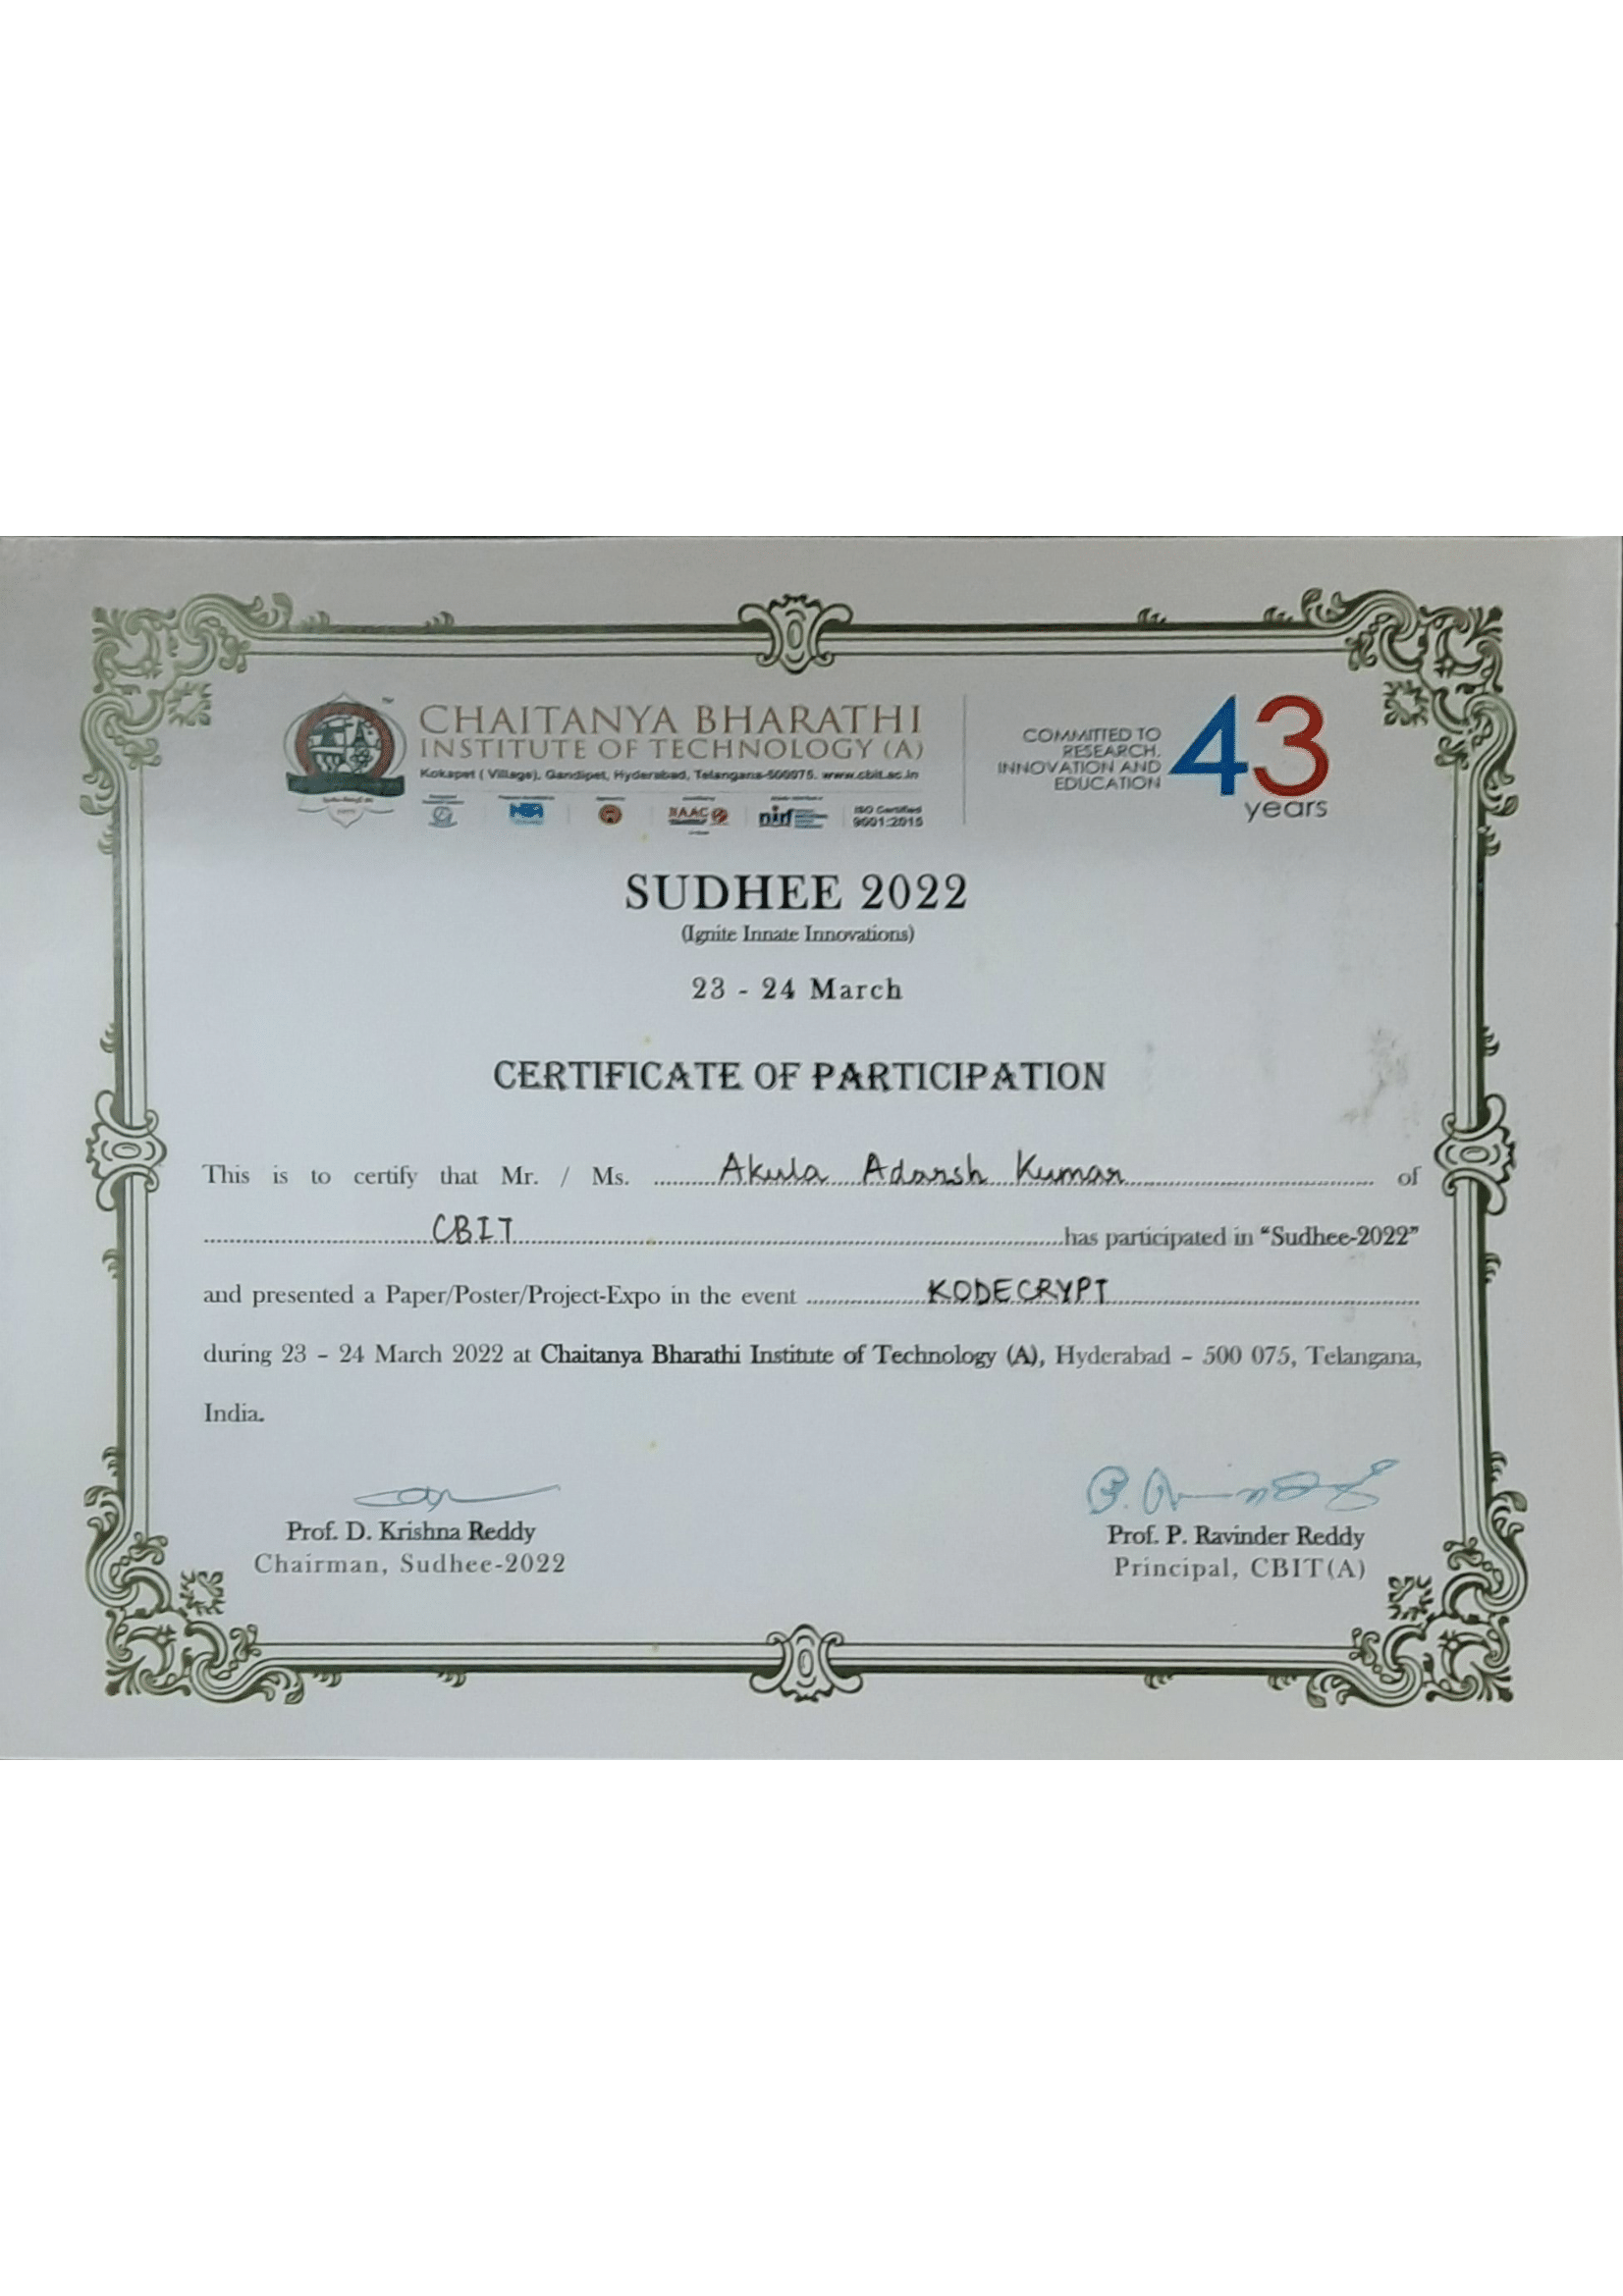 CHAITANYA BHARATHI
INSTITUTE OF TECHNOLOGY (A)
Kokapet ( Village), Gandipet, Hyderabad, Telangana-500075. www.cbit.ac.in
NBA
NAAC
nirf
ISO Certified
9001:2015
COMMITTED TO
RESEARCH,
INNOVATION AND
EDUCATION
43
years
SUDHEE 2022
(Ignite Innate Innovations)
23 - 24 March
CERTIFICATE OF PARTICIPATION
This is to certify that Mr. / Ms. Akula Adarsh Kumar of
CBIT has participated in “Sudhee-2022”
and presented a Paper/Poster/Project-Expo in the event KODECRYPT
during 23 – 24 March 2022 at Chaitanya Bharathi Institute of Technology (A), Hyderabad – 500 075, Telangana,
India.
Prof. D. Krishna Reddy
Chairman, Sudhee-2022
Prof. P. Ravinder Reddy
Principal, CBIT(A)